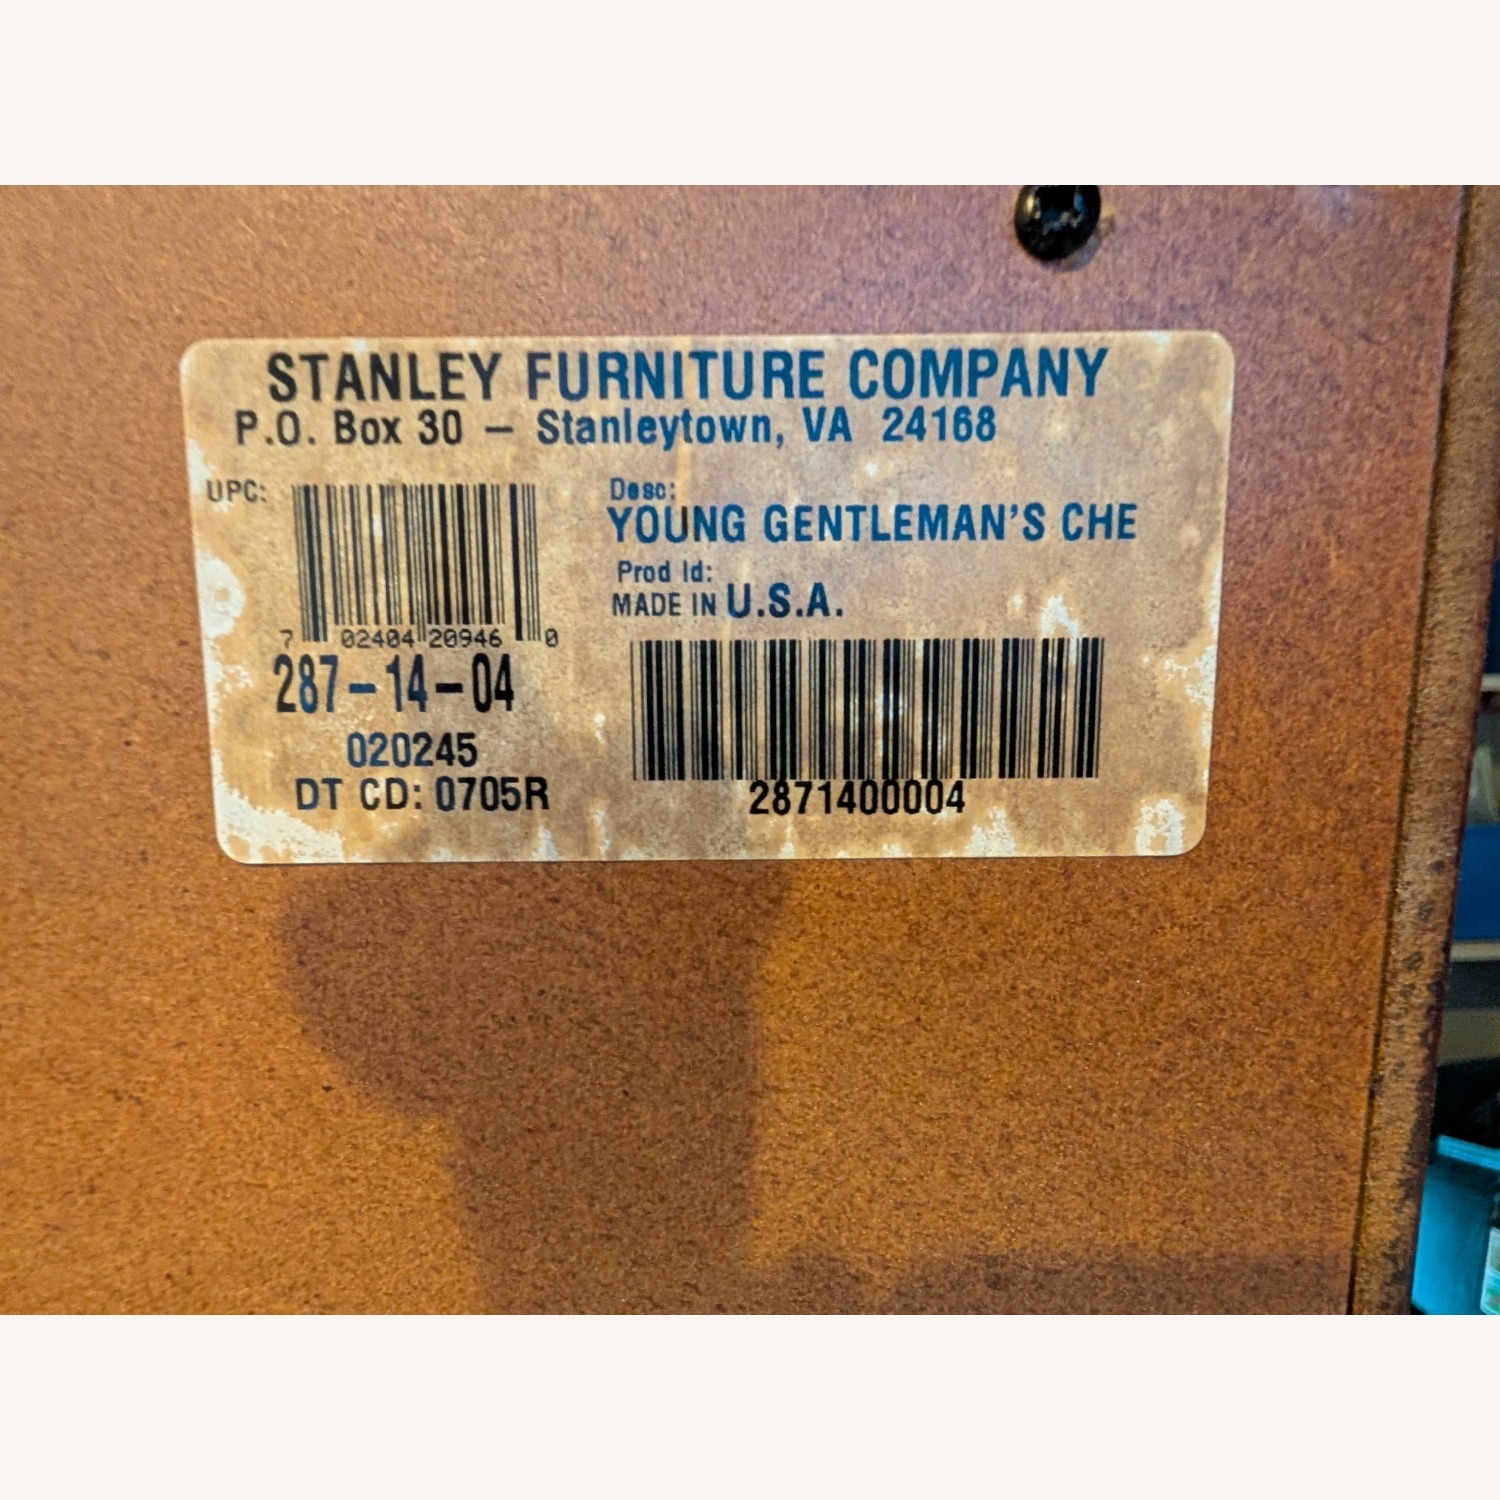 STANLEY FURNITURE COMPANY
P.O. Box 30 – Stanleytown, VA 24168
UPC:
7 02404 20946 0
287-14-04
020245
DT CD: 0705R
Desc:
YOUNG GENTLEMAN'S CHE
Prod Id:
MADE IN U.S.A.
2871400004